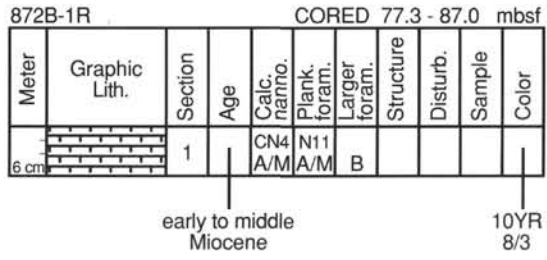 872B-1R CORED 77.3 - 87.0 mbsf
Meter
Graphic
Lith.
Section
Age
Calc.
nanno.
Plank.
foram.
Larger
foram.
Structure
Disturb.
Sample
Color
6 cm
1
CN4
A/M
N11
A/M
B
early to middle
Miocene
10YR
8/3